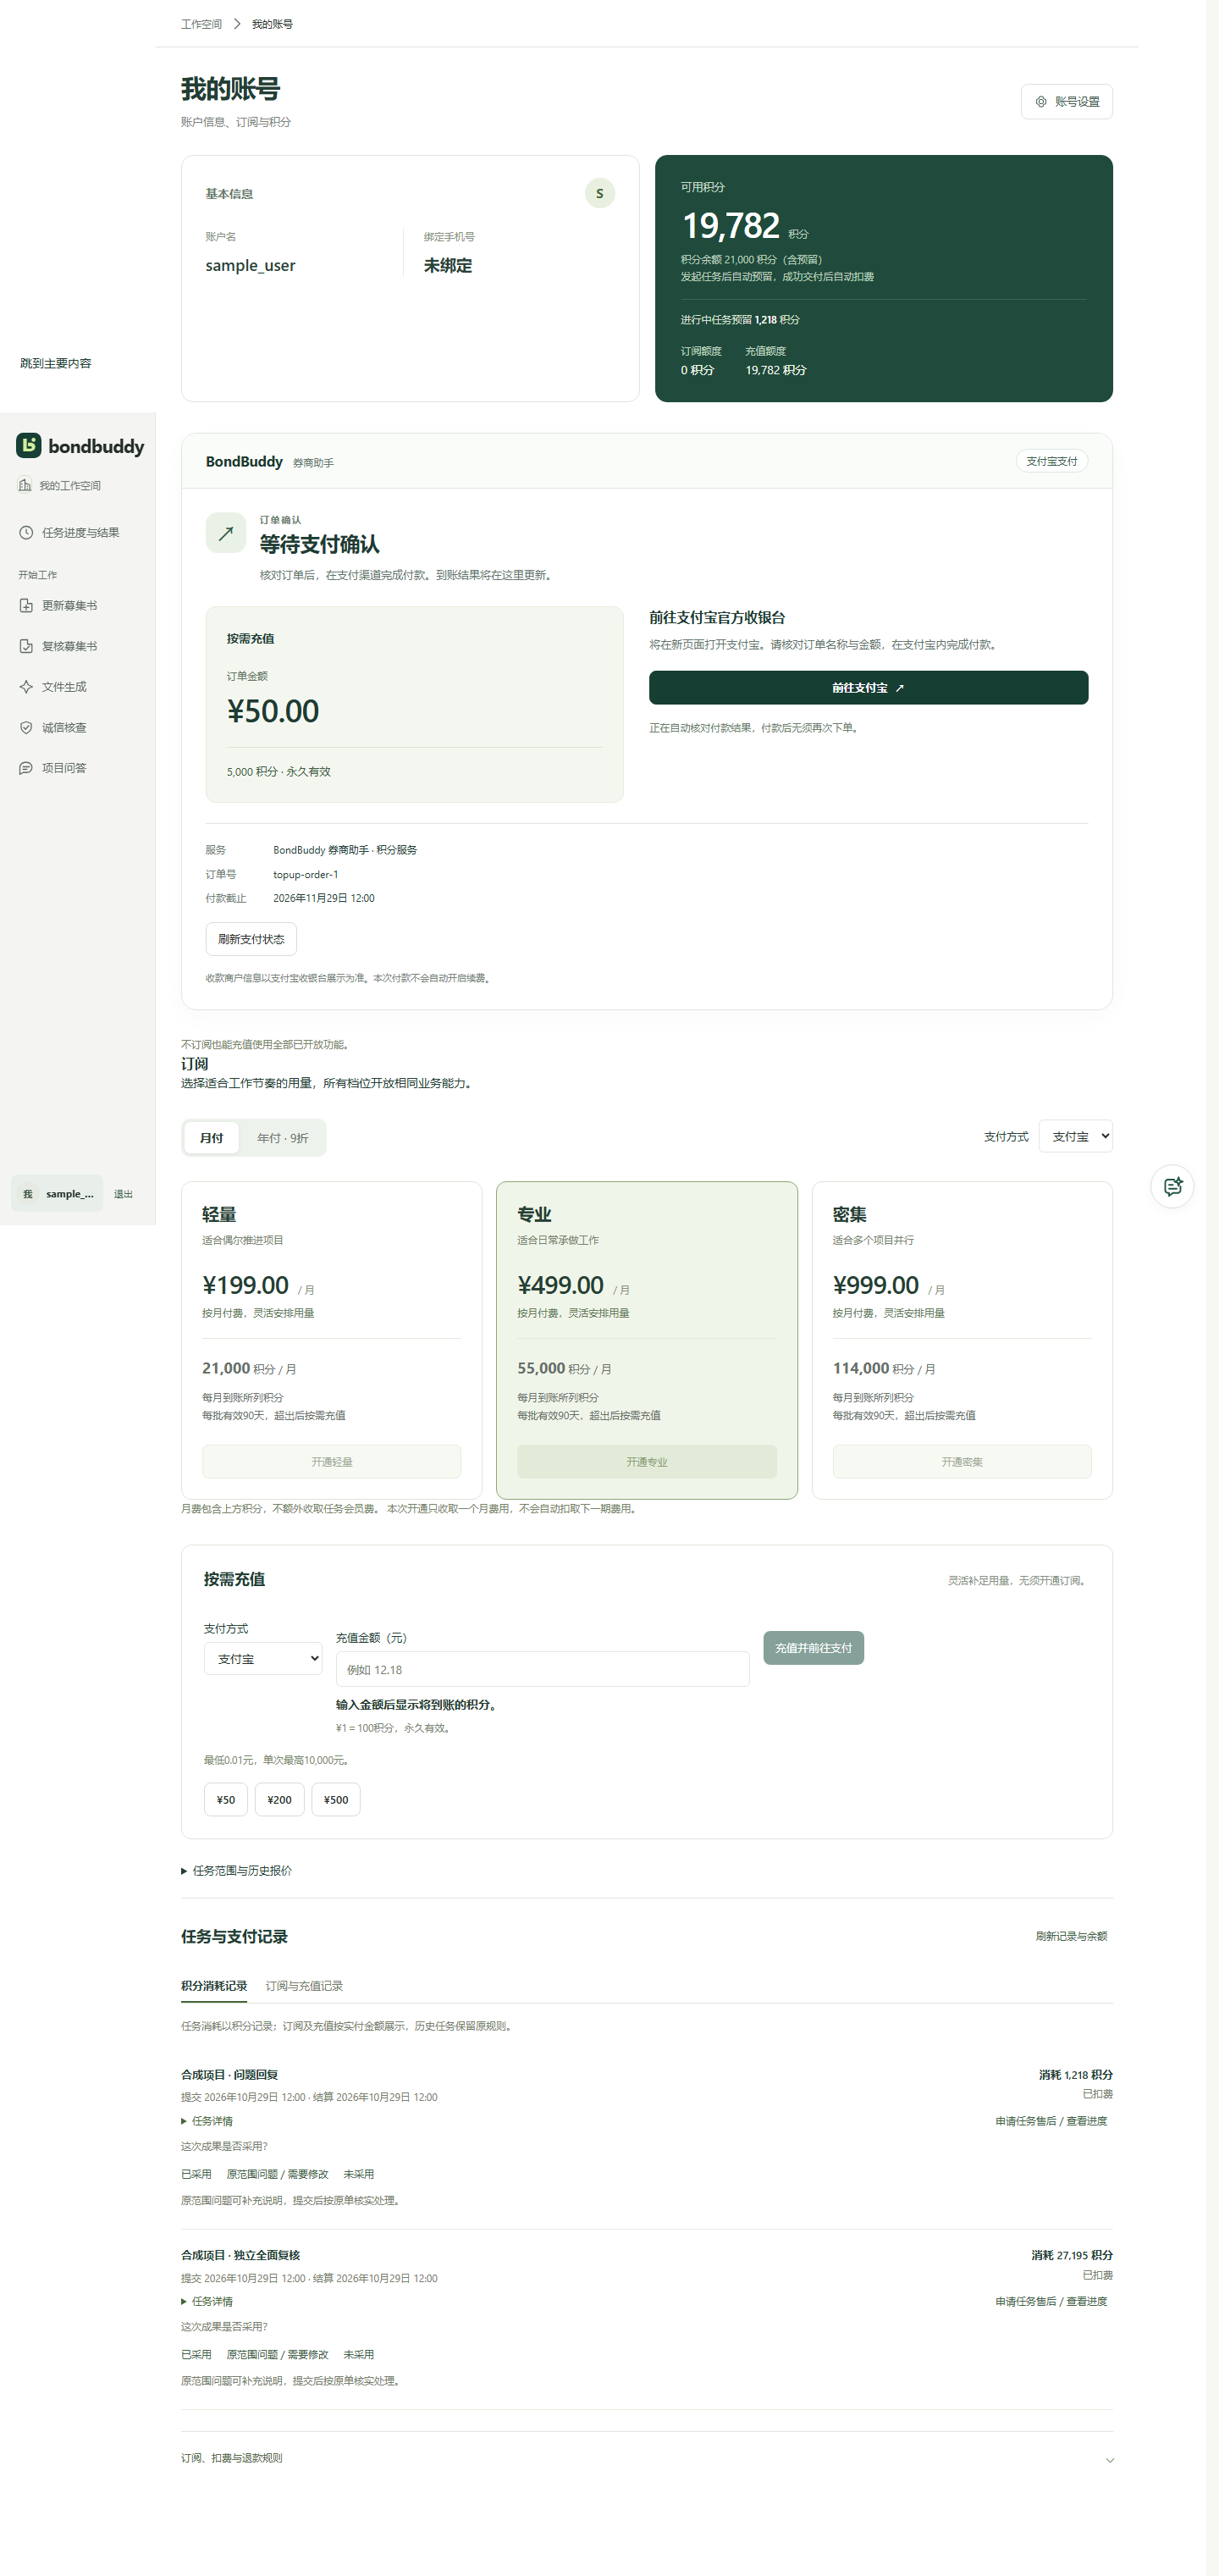 工作空间
我的账号
我的账号
账户信息、订阅与积分
账号设置
基本信息
S
账户名
sample_user
绑定手机号
未绑定
可用积分
19,782 积分
积分余额 21,000 积分（含预留）
发起任务后自动预留，成功交付后自动扣费
进行中任务预留 1,218 积分
订阅额度
0 积分
充值额度
19,782 积分
跳到主要内容
bondbuddy
我的工作空间
任务进度与结果
开始工作
更新募集书
复核募集书
文件生成
诚信核查
项目问答
我 sample_...
退出
BondBuddy 券商助手
支付宝支付
订单确认
等待支付确认
核对订单后，在支付渠道完成付款。到账结果将在这里更新。
按需充值
订单金额
¥50.00
5,000 积分 · 永久有效
前往支付宝官方收银台
将在新页面打开支付宝。请核对订单名称与金额，在支付宝内完成付款。
前往支付宝 ↗
正在自动核对付款结果，付款后无须再次下单。
服务 BondBuddy 券商助手 · 积分服务
订单号 topup-order-1
付款截止 2026年11月29日 12:00
刷新支付状态
收款商户信息以支付宝收银台展示为准。本次付款不会自动开启续费。
不订阅也能充值使用全部已开放功能。
订阅
选择适合工作节奏的用量，所有档位开放相同业务能力。
月付
年付 · 9折
支付方式
支付宝
轻量
适合偶尔推进项目
¥199.00 / 月
按月付费，灵活安排用量
21,000 积分 / 月
每月到账所列积分
每批有效90天，超出后按需充值
开通轻量
专业
适合日常承做工作
¥499.00 / 月
按月付费，灵活安排用量
55,000 积分 / 月
每月到账所列积分
每批有效90天，超出后按需充值
开通专业
密集
适合多个项目并行
¥999.00 / 月
按月付费，灵活安排用量
114,000 积分 / 月
每月到账所列积分
每批有效90天，超出后按需充值
开通密集
月费包含上方积分，不额外收取任务会员费。 本次开通只收取一个月费用，不会自动扣取下一期费用。
按需充值
灵活补足用量，无须开通订阅。
支付方式
支付宝
充值金额（元）
例如 12.18
输入金额后显示将到账的积分。
¥1 = 100积分，永久有效。
充值并前往支付
最低0.01元，单次最高10,000元。
¥50
¥200
¥500
任务范围与历史报价
任务与支付记录
刷新记录与余额
积分消耗记录
订阅与充值记录
任务消耗以积分记录；订阅及充值按实付金额展示，历史任务保留原规则。
合成项目 · 问题回复
消耗 1,218 积分
提交 2026年10月29日 12:00 · 结算 2026年10月29日 12:00
已扣费
任务详情
申请任务售后 / 查看进度
这次成果是否采用？
已采用 原范围问题 / 需要修改 未采用
原范围问题可补充说明，提交后按原单核实处理。
合成项目 · 独立全面复核
消耗 27,195 积分
提交 2026年10月29日 12:00 · 结算 2026年10月29日 12:00
已扣费
任务详情
申请任务售后 / 查看进度
这次成果是否采用？
已采用 原范围问题 / 需要修改 未采用
原范围问题可补充说明，提交后按原单核实处理。
订阅、扣费与退款规则